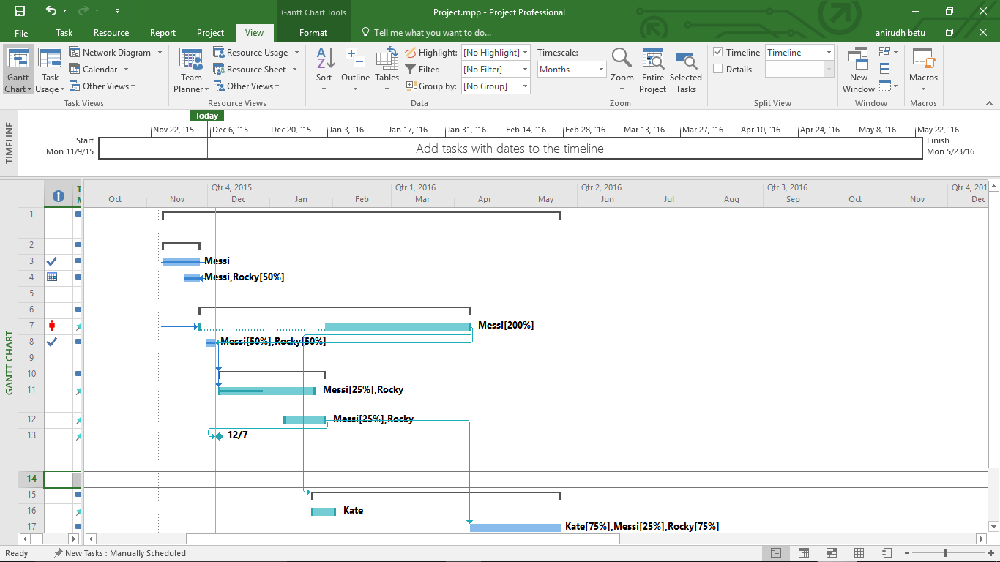 Gantt Chart Tools
Project.mpp - Project Professional
File Task Resource Report Project View Format Tell me what you want to do... anirudh betu
Gantt Chart
Task Usage
Network Diagram
Calendar
Other Views
Task Views
Team Planner
Resource Usage
Resource Sheet
Other Views
Resource Views
Sort
Outline
Tables
Highlight: [No Highlight]
Filter: [No Filter]
Group by: [No Group]
Data
Timescale:
Months
Zoom
Entire Project
Selected Tasks
Zoom
Timeline Timeline
Details
Split View
New Window
Window
Macros
Macros
TIMELINE
Today
Nov 22, '15 Dec 6, '15 Dec 20, '15 Jan 3, '16 Jan 17, '16 Jan 31, '16 Feb 14, '16 Feb 28, '16 Mar 13, '16 Mar 27, '16 Apr 10, '16 Apr 24, '16 May 8, '16 May 22, '16
Start
Mon 11/9/15
Add tasks with dates to the timeline
Finish
Mon 5/23/16
GANTT CHART
Qtr 4, 2015 Qtr 1, 2016 Qtr 2, 2016 Qtr 3, 2016 Qtr 4, 201
Oct Nov Dec Jan Feb Mar Apr May Jun Jul Aug Sep Oct Nov Dec
1
2
3 Messi
4 Messi,Rocky[50%]
5
6
7 Messi[200%]
8 Messi[50%],Rocky[50%]
9
10
11 Messi[25%],Rocky
12 Messi[25%],Rocky
13 12/7
14
15
16 Kate
17 Kate[75%],Messi[25%],Rocky[75%]
Ready New Tasks : Manually Scheduled